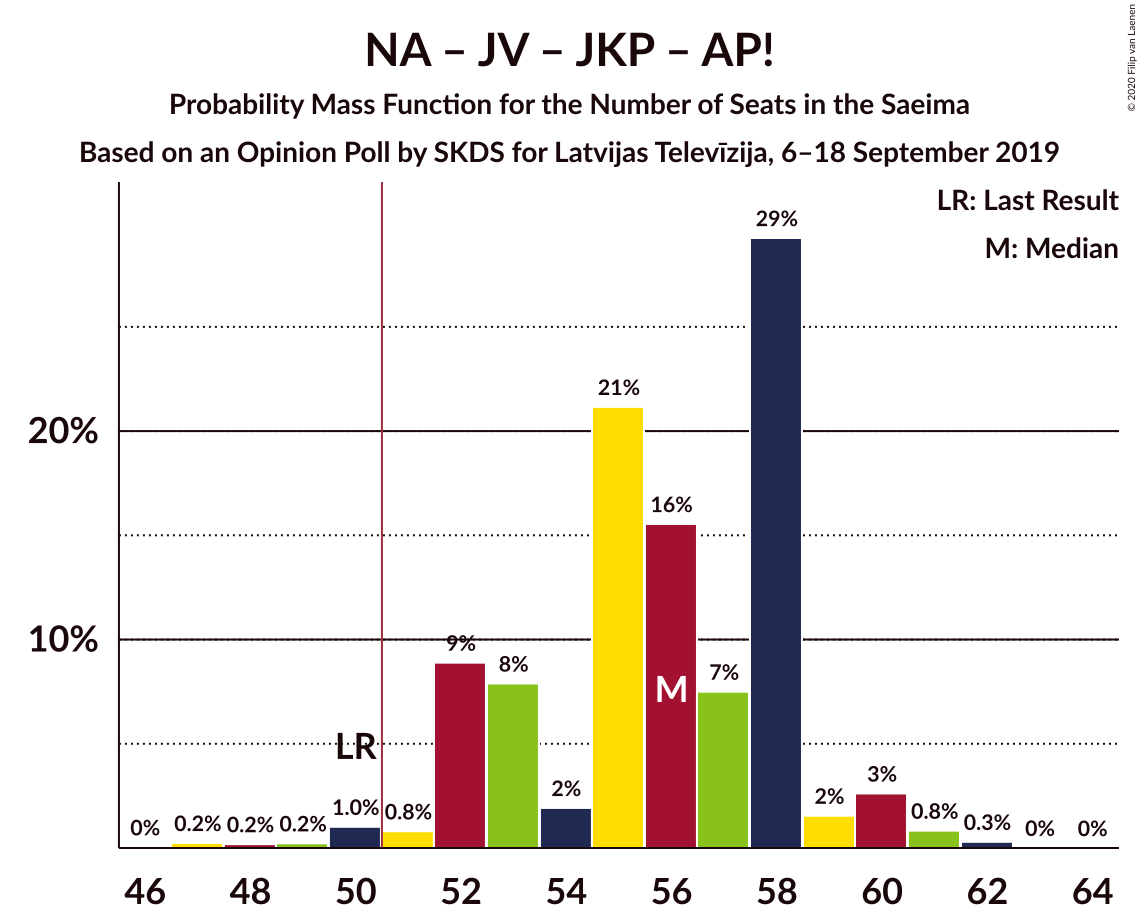 NA – JV – JKP – AP!
Probability Mass Function for the Number of Seats in the Saeima
Based on an Opinion Poll by SKDS for Latvijas Televīzija, 6–18 September 2019
© 2020 Filip van Laenen
LR: Last Result
M: Median
20%
10%
0%
0.2%
0.2%
0.2%
1.0%
0.8%
9%
8%
2%
21%
16%
7%
29%
2%
3%
0.8%
0.3%
0%
0%
LR
M
46 48 50 52 54 56 58 60 62 64